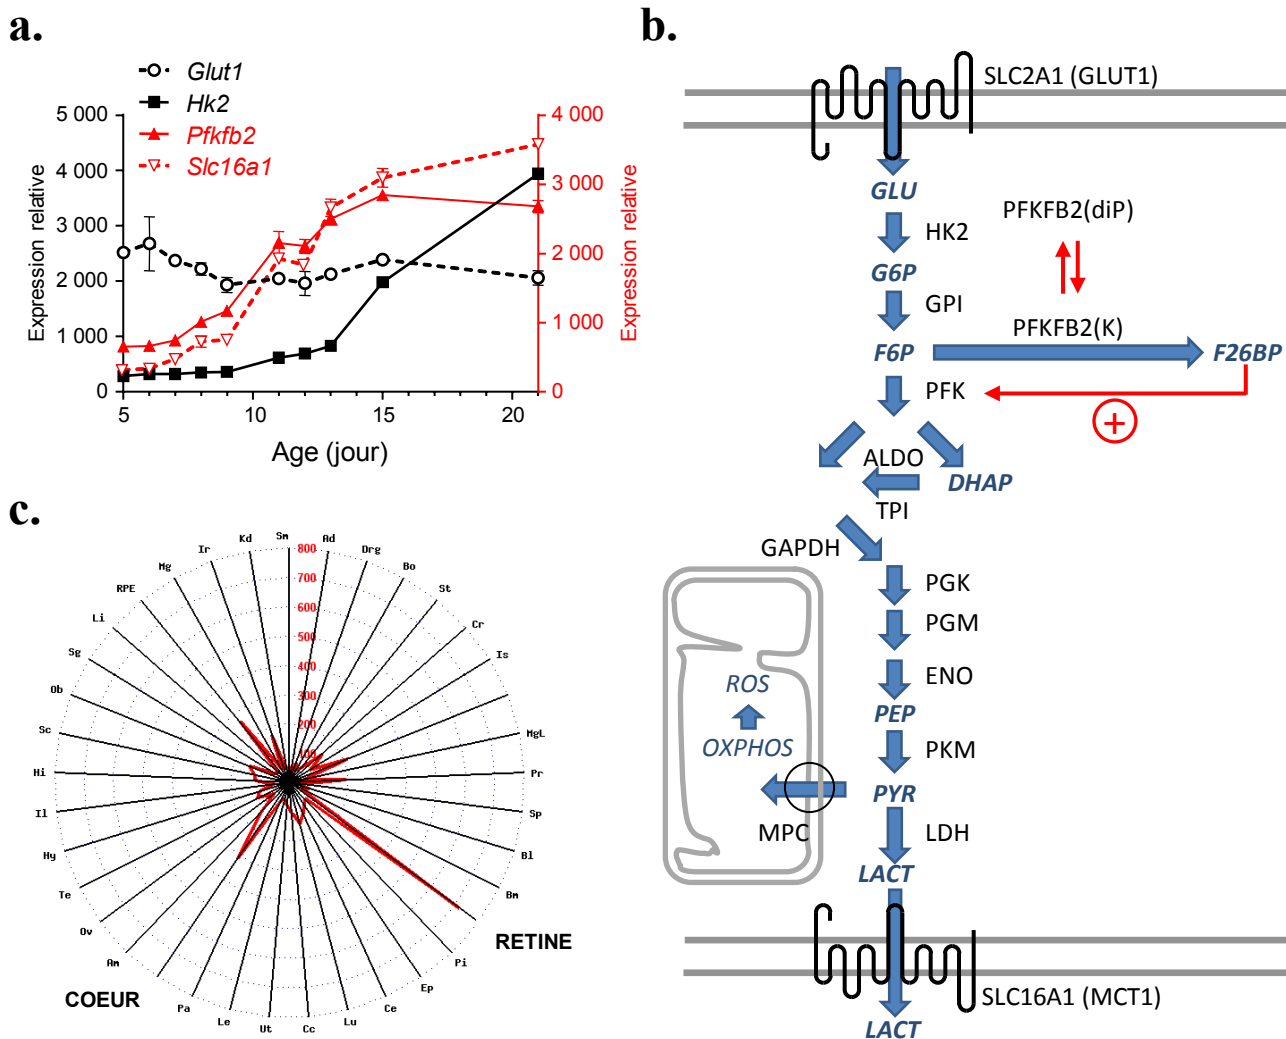 a.
Glut1
Hk2
Pfkfb2
Slc16a1
5 000
4 000
3 000
2 000
1 000
0
Expression relative
4 000
3 000
2 000
1 000
0
Expression relative
5
10
15
20
Age (jour)
b.
SLC2A1 (GLUT1)
GLU
HK2
G6P
GPI
F6P
PFKFB2(diP)
PFKFB2(K)
F26BP
PFK
+
ALDO
DHAP
TPI
GAPDH
PGK
PGM
ENO
PEP
PKM
PYR
LDH
LACT
ROS
OXPHOS
MPC
SLC16A1 (MCT1)
LACT
c.
Sm
Ad
Drg
Bo
St
Cr
Is
MgL
Pr
Sp
Bl
Bm
RETINE
Pi
Ep
Ce
Lu
Cc
Ut
Le
Pa
COEUR
Am
Ov
Te
Hy
Il
Hi
Sc
Ob
Sg
Li
RPE
Mg
Ir
Kd
800
700
600
500
400
300
200
100